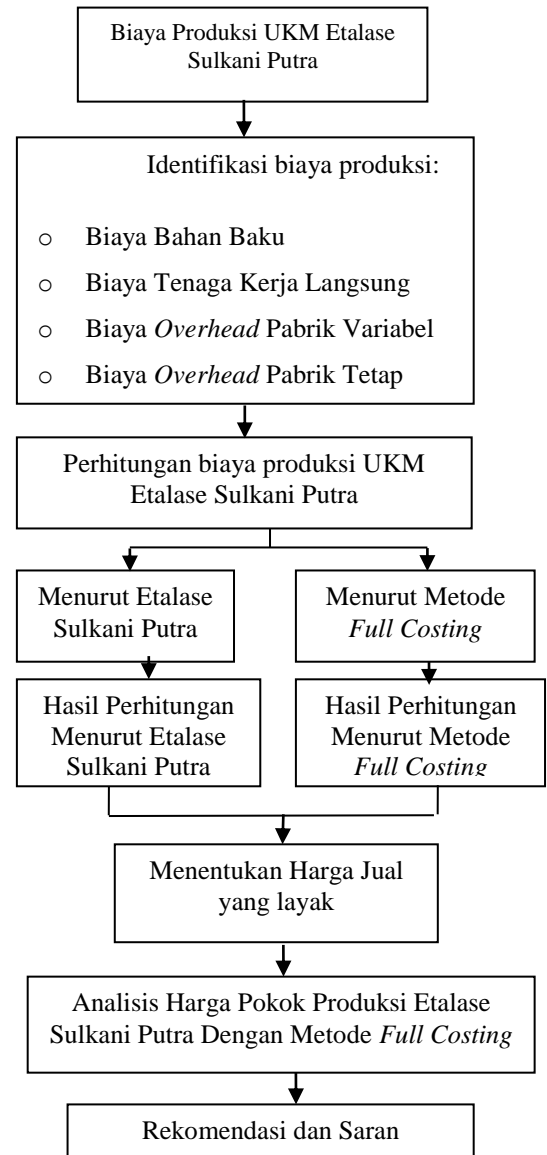 Biaya Produksi UKM Etalase
Sulkani Putra
Identifikasi biaya produksi:
o Biaya Bahan Baku
o Biaya Tenaga Kerja Langsung
o Biaya Overhead Pabrik Variabel
o Biaya Overhead Pabrik Tetap
Perhitungan biaya produksi UKM
Etalase Sulkani Putra
Menurut Etalase
Sulkani Putra
Menurut Metode
Full Costing
Hasil Perhitungan
Menurut Etalase
Sulkani Putra
Hasil Perhitungan
Menurut Metode
Full Costing
Menentukan Harga Jual
yang layak
Analisis Harga Pokok Produksi Etalase
Sulkani Putra Dengan Metode Full Costing
Rekomendasi dan Saran